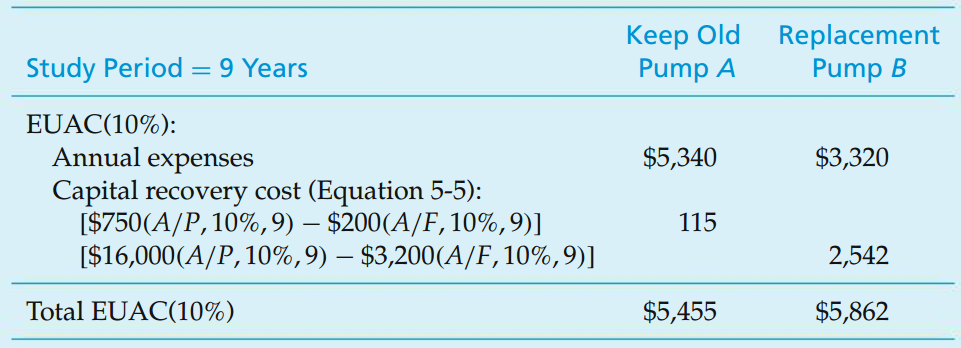 Keep Old Replacement
Study Period = 9 Years Pump A Pump B
EUAC(10%):
Annual expenses $5,340 $3,320
Capital recovery cost (Equation 5-5):
[$750(A/P, 10%, 9) − $200(A/F, 10%, 9)] 115
[$16,000(A/P, 10%, 9) − $3,200(A/F, 10%, 9)] 2,542
Total EUAC(10%) $5,455 $5,862